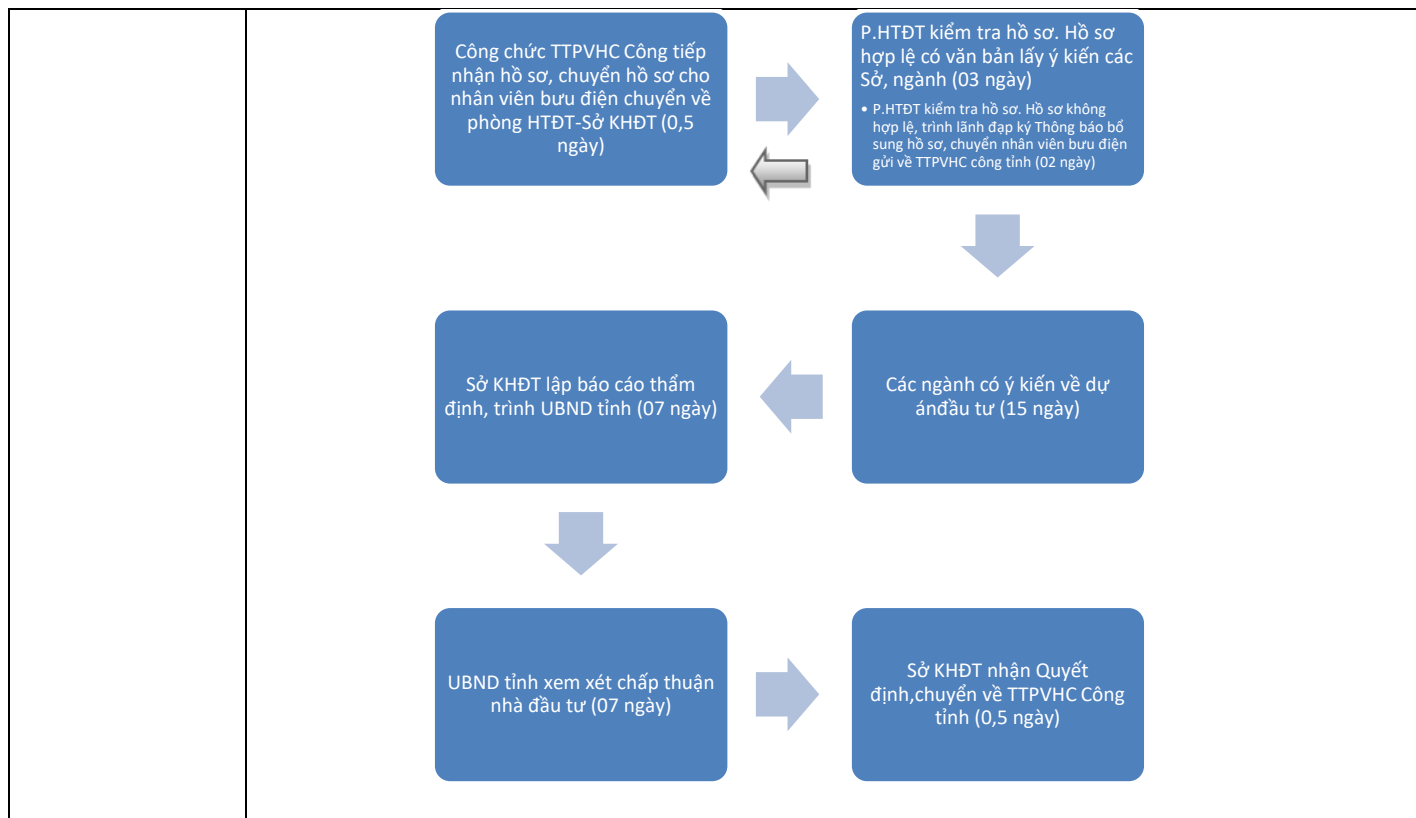 Công chức TTPVHC Công tiếp
nhận hồ sơ, chuyển hồ sơ cho
nhân viên bưu điện chuyển về
phòng HTĐT-Sở KHĐT (0,5
ngày)
P.HTĐT kiểm tra hồ sơ. Hồ sơ
hợp lệ có văn bản lấy ý kiến các
Sở, ngành (03 ngày)
• P.HTĐT kiểm tra hồ sơ. Hồ sơ không
hợp lệ, trình lãnh đạp ký Thông báo bổ
sung hồ sơ, chuyển nhân viên bưu điện
gửi về TTPVHC công tỉnh (02 ngày)
Các ngành có ý kiến về dự
ánđầu tư (15 ngày)
Sở KHĐT lập báo cáo thẩm
định, trình UBND tỉnh (07 ngày)
UBND tỉnh xem xét chấp thuận
nhà đầu tư (07 ngày)
Sở KHĐT nhận Quyết
định,chuyển về TTPVHC Công
tỉnh (0,5 ngày)